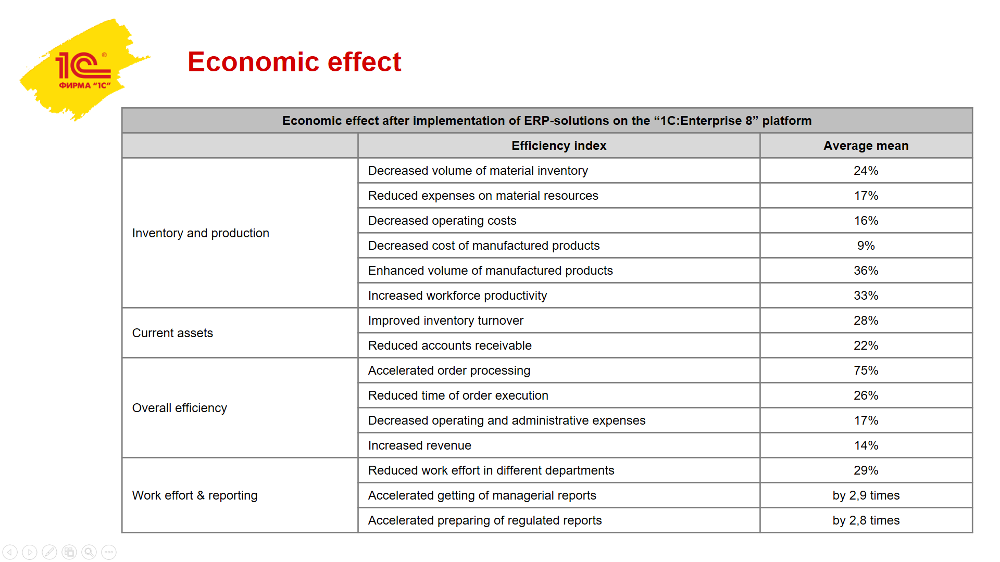 1C®
ФИРМА “1С”
Economic effect
Economic effect after implementation of ERP-solutions on the “1C:Enterprise 8” platform
Efficiency index Average mean
Inventory and production
Decreased volume of material inventory 24%
Reduced expenses on material resources 17%
Decreased operating costs 16%
Decreased cost of manufactured products 9%
Enhanced volume of manufactured products 36%
Increased workforce productivity 33%
Current assets
Improved inventory turnover 28%
Reduced accounts receivable 22%
Overall efficiency
Accelerated order processing 75%
Reduced time of order execution 26%
Decreased operating and administrative expenses 17%
Increased revenue 14%
Work effort & reporting
Reduced work effort in different departments 29%
Accelerated getting of managerial reports by 2,9 times
Accelerated preparing of regulated reports by 2,8 times